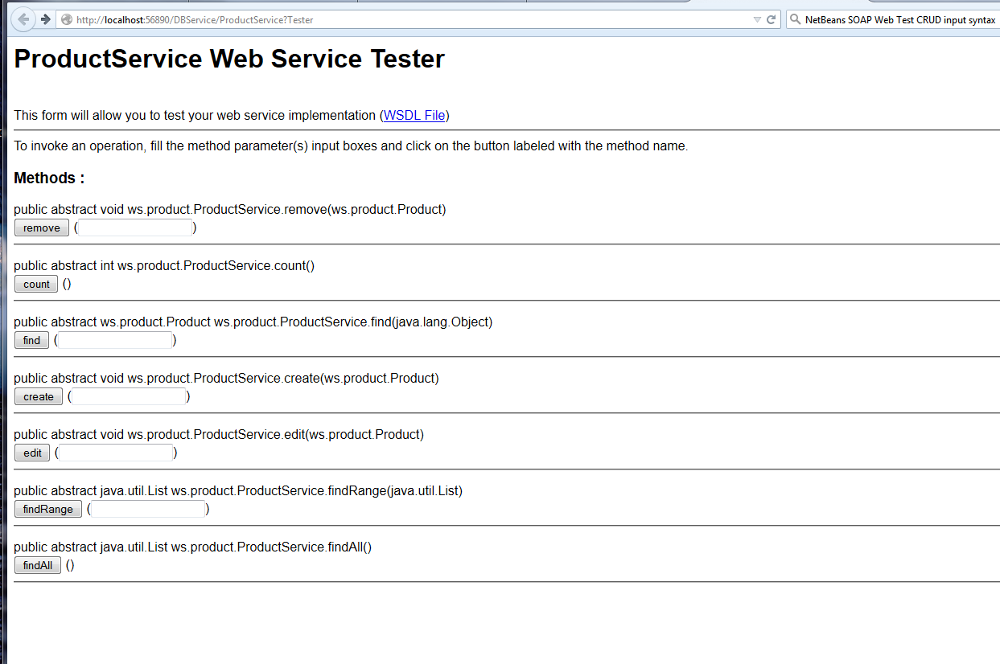 http://localhost:56890/DBService/ProductService?Tester
NetBeans SOAP Web Test CRUD input syntax
ProductService Web Service Tester
This form will allow you to test your web service implementation (WSDL File)
To invoke an operation, fill the method parameter(s) input boxes and click on the button labeled with the method name.
Methods :
public abstract void ws.product.ProductService.remove(ws.product.Product)
remove ( )
public abstract int ws.product.ProductService.count()
count ()
public abstract ws.product.Product ws.product.ProductService.find(java.lang.Object)
find ( )
public abstract void ws.product.ProductService.create(ws.product.Product)
create ( )
public abstract void ws.product.ProductService.edit(ws.product.Product)
edit ( )
public abstract java.util.List ws.product.ProductService.findRange(java.util.List)
findRange ( )
public abstract java.util.List ws.product.ProductService.findAll()
findAll ()